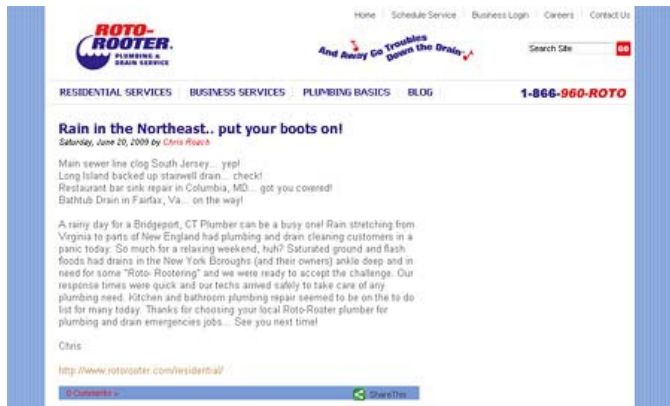 Home Schedule Service Business Login Careers Contact Us
ROTO-
ROOTER.
PLUMBING &
DRAIN SERVICE
And Away Go Troubles
Down the Drain
Search Site GO
RESIDENTIAL SERVICES BUSINESS SERVICES PLUMBING BASICS BLOG 1-866-960-ROTO
Rain in the Northeast.. put your boots on!
Saturday, June 20, 2009 by Chris Roach
Main sewer line clog South Jersey... yep!
Long Island backed up stairwell drain... check!
Restaurant bar sink repair in Columbia, MD... got you covered!
Bathtub Drain in Fairfax, Va... on the way!
A rainy day for a Bridgeport, CT Plumber can be a busy one! Rain stretching from
Virginia to parts of New England had plumbing and drain cleaning customers in a
panic today. So much for a relaxing weekend, huh? Saturated ground and flash
floods had drains in the New York Boroughs (and their owners) ankle deep and in
need for some "Roto- Rootering" and we were ready to accept the challenge. Our
response times were quick and our techs arrived safely to take care of any
plumbing need. Kitchen and bathroom plumbing repair seemed to be on the to do
list for many today. Thanks for choosing your local Roto-Rooter plumber for
plumbing and drain emergencies jobs... See you next time!
Chris
http://www.rotorooter.com/residential/
0 Comments » ShareThis